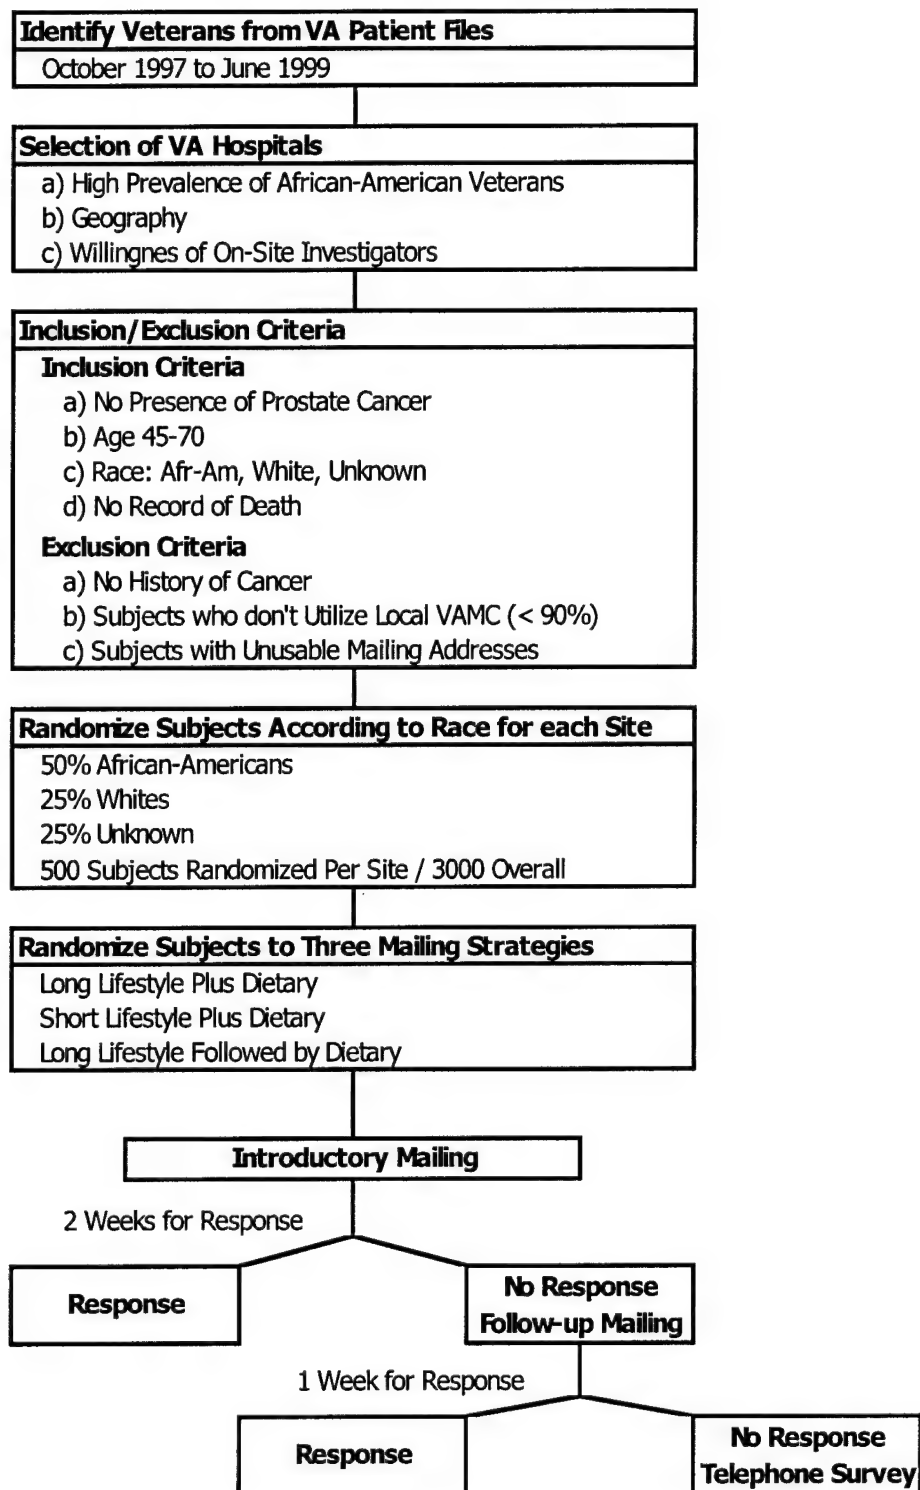 Identify Veterans from VA Patient Files
October 1997 to June 1999
Selection of VA Hospitals
a) High Prevalence of African-American Veterans
b) Geography
c) Willingnes of On-Site Investigators
Inclusion/Exclusion Criteria
Inclusion Criteria
a) No Presence of Prostate Cancer
b) Age 45-70
c) Race: Afr-Am, White, Unknown
d) No Record of Death
Exclusion Criteria
a) No History of Cancer
b) Subjects who don't Utilize Local VAMC (< 90%)
c) Subjects with Unusable Mailing Addresses
Randomize Subjects According to Race for each Site
50% African-Americans
25% Whites
25% Unknown
500 Subjects Randomized Per Site / 3000 Overall
Randomize Subjects to Three Mailing Strategies
Long Lifestyle Plus Dietary
Short Lifestyle Plus Dietary
Long Lifestyle Followed by Dietary
Introductory Mailing
2 Weeks for Response
Response
No Response
Follow-up Mailing
1 Week for Response
Response
No Response
Telephone Survey